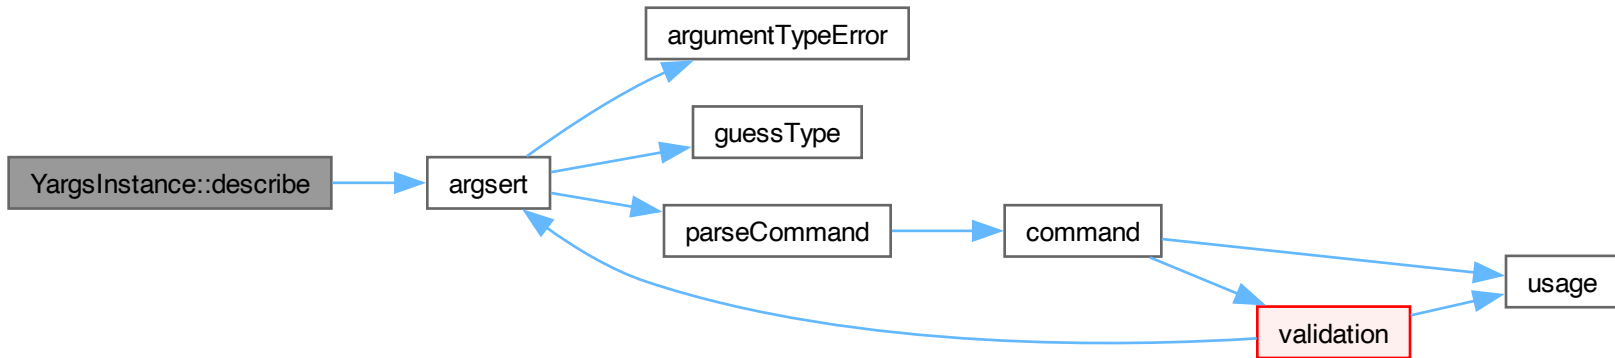 argumentTypeError
guessType
YargsInstance::describe
argsert
parseCommand
command
usage
validation